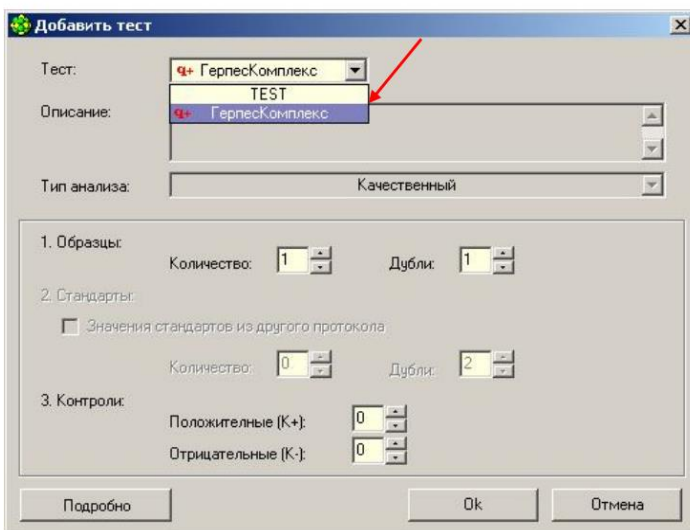 Добавить тест
Тест: q+ ГерпесКомплекс
TEST
q+ ГерпесКомплекс
Описание:
Тип анализа: Качественный
1. Образцы:
Количество: 1 Дубли: 1
2. Стандарты:
Значения стандартов из другого протокола
Количество: 0 Дубли: 2
3. Контроли:
Положителные (К+): 0
Отрицательные (К-): 0
Подробно Ok Отмена